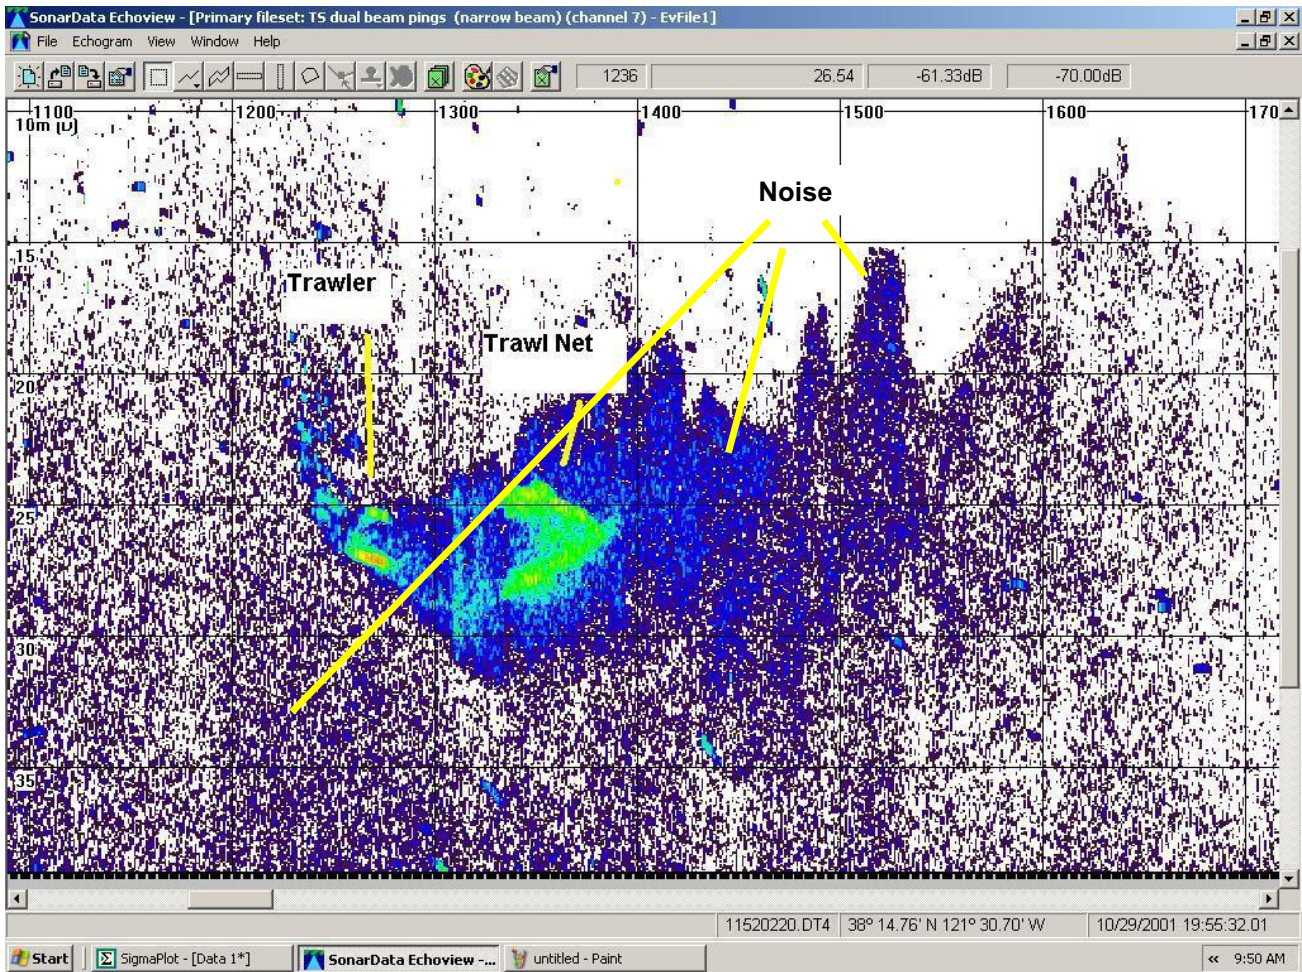 SonarData Echoview - [Primary fileset: TS dual beam pings (narrow beam) (channel 7) - EvFile1]
File Echogram View Window Help
1236 26.54 -61.33dB -70.00dB
1100 1200 1300 1400 1500 1600 170
10m (D)
Noise
15
Trawler
Trawl Net
20
25
30
35
11520220.DT4 38º 14.76' N 121º 30.70' W 10/29/2001 19:55:32.01
Start SigmaPlot - [Data 1*] SonarData Echoview -... untitled - Paint « 9:50 AM